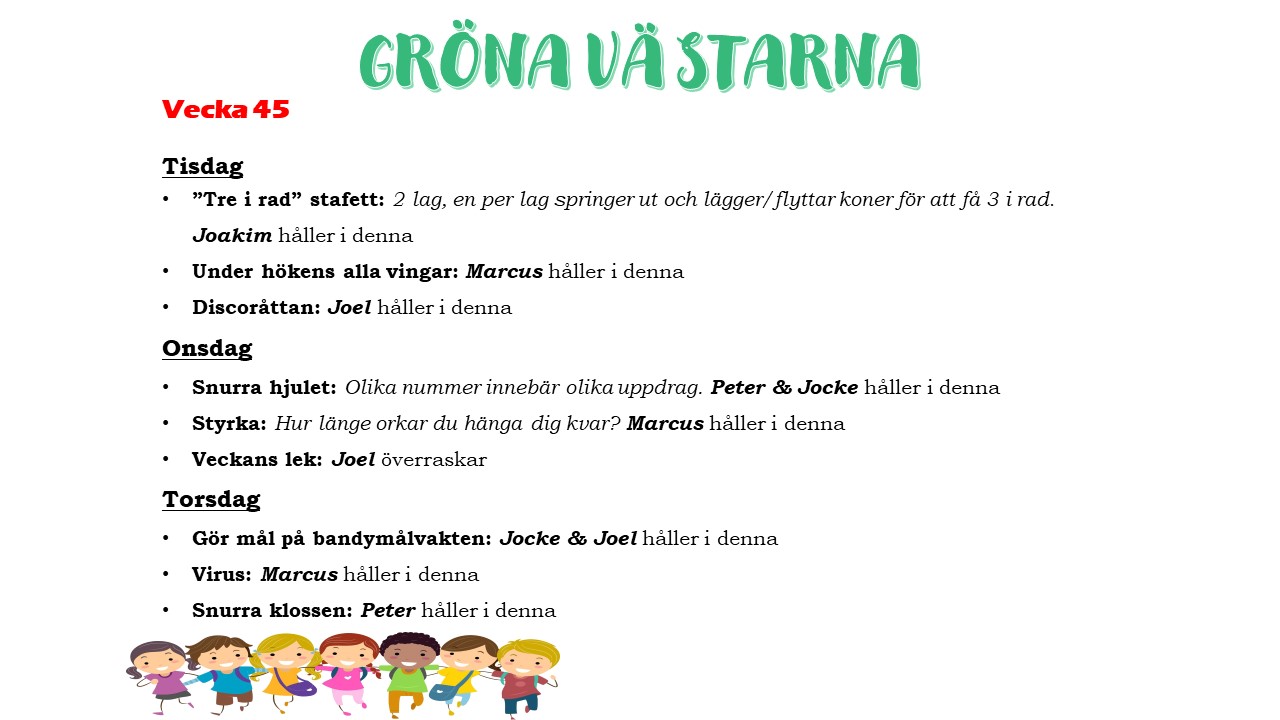 GRÖNA VÄSTARNA
Vecka 45
Tisdag
• ”Tre i rad” stafett: 2 lag, en per lag springer ut och lägger/flyttar koner för att få 3 i rad.
Joakim håller i denna
• Under hökens alla vingar: Marcus håller i denna
• Discoråttan: Joel håller i denna
Onsdag
• Snurra hjulet: Olika nummer innebär olika uppdrag. Peter & Jocke håller i denna
• Styrka: Hur länge orkar du hänga dig kvar? Marcus håller i denna
• Veckans lek: Joel överraskar
Torsdag
• Gör mål på bandymålvakten: Jocke & Joel håller i denna
• Virus: Marcus håller i denna
• Snurra klossen: Peter håller i denna